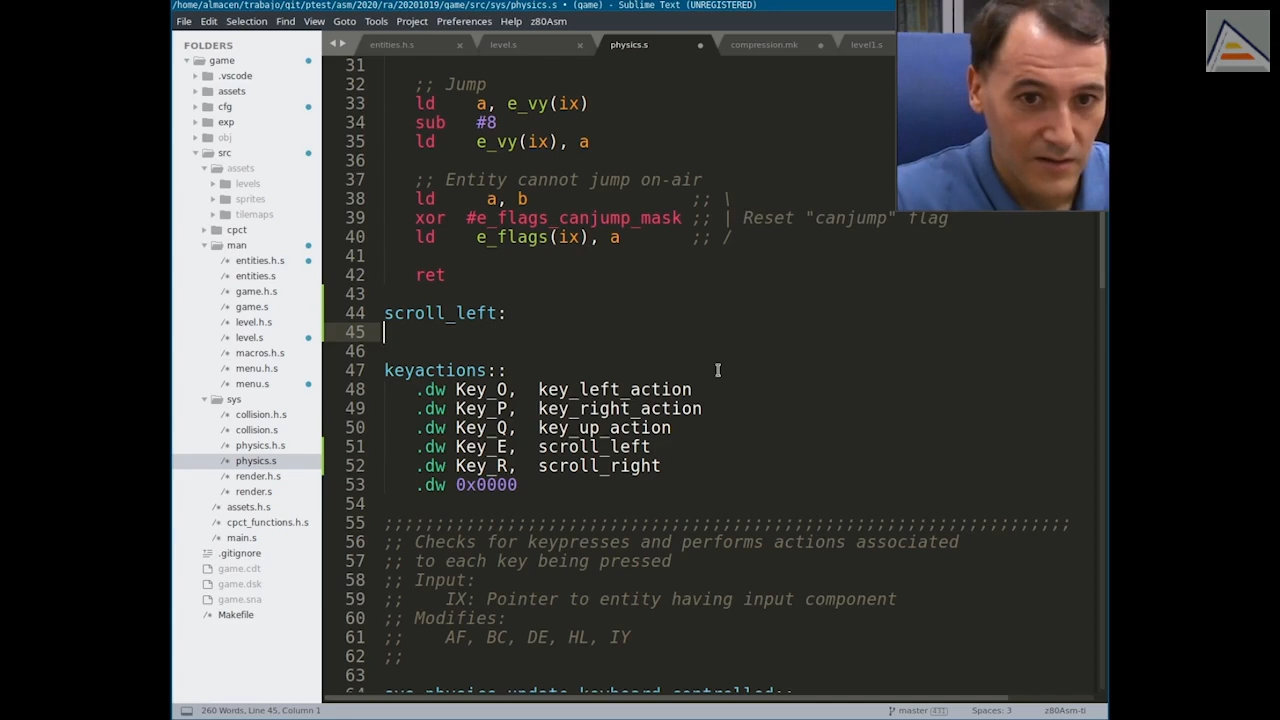 /home/almacen/trabajo/git/ptest/asm/2020/ra/20201019/game/src/sys/physics.s • (game) - Sublime Text (UNREGISTERED)
File Edit Selection Find View Goto Tools Project Preferences Help z80Asm
FOLDERS
game
.vscode
assets
cfg
exp
obj
src
assets
levels
sprites
tilemaps
cpct
man
entities.h.s
entities.s
game.h.s
game.s
level.h.s
level.s
macros.h.s
menu.h.s
menu.s
sys
collision.h.s
collision.s
physics.h.s
physics.s
render.h.s
render.s
assets.h.s
cpct_functions.h.s
main.s
.gitignore
game.cdt
game.dsk
game.sna
Makefile
entities.h.s × level.s × physics.s • compression.mk • level1.s
31
32 ;; Jump
33 ld a, e_vy(ix)
34 sub #8
35 ld e_vy(ix), a
36
37 ;; Entity cannot jump on-air
38 ld a, b ;; \
39 xor #e_flags_canjump_mask ;; | Reset "canjump" flag
40 ld e_flags(ix), a ;; /
41
42 ret
43
44 scroll_left:
45
46
47 keyactions::
48 .dw Key_O, key_left_action
49 .dw Key_P, key_right_action
50 .dw Key_Q, key_up_action
51 .dw Key_E, scroll_left
52 .dw Key_R, scroll_right
53 .dw 0x0000
54
55 ;;;;;;;;;;;;;;;;;;;;;;;;;;;;;;;;;;;;;;;;;;;;;;;;;;;;;;;;;;;;;;;;;;;
56 ;; Checks for keypresses and performs actions associated
57 ;; to each key being pressed
58 ;; Input:
59 ;; IX: Pointer to entity having input component
60 ;; Modifies:
61 ;; AF, BC, DE, HL, IY
62 ;;
63
64 sys_physics_update_keyboard_controlled::
260 Words, Line 45, Column 1 master 431 Spaces: 3 z80Asm-ti